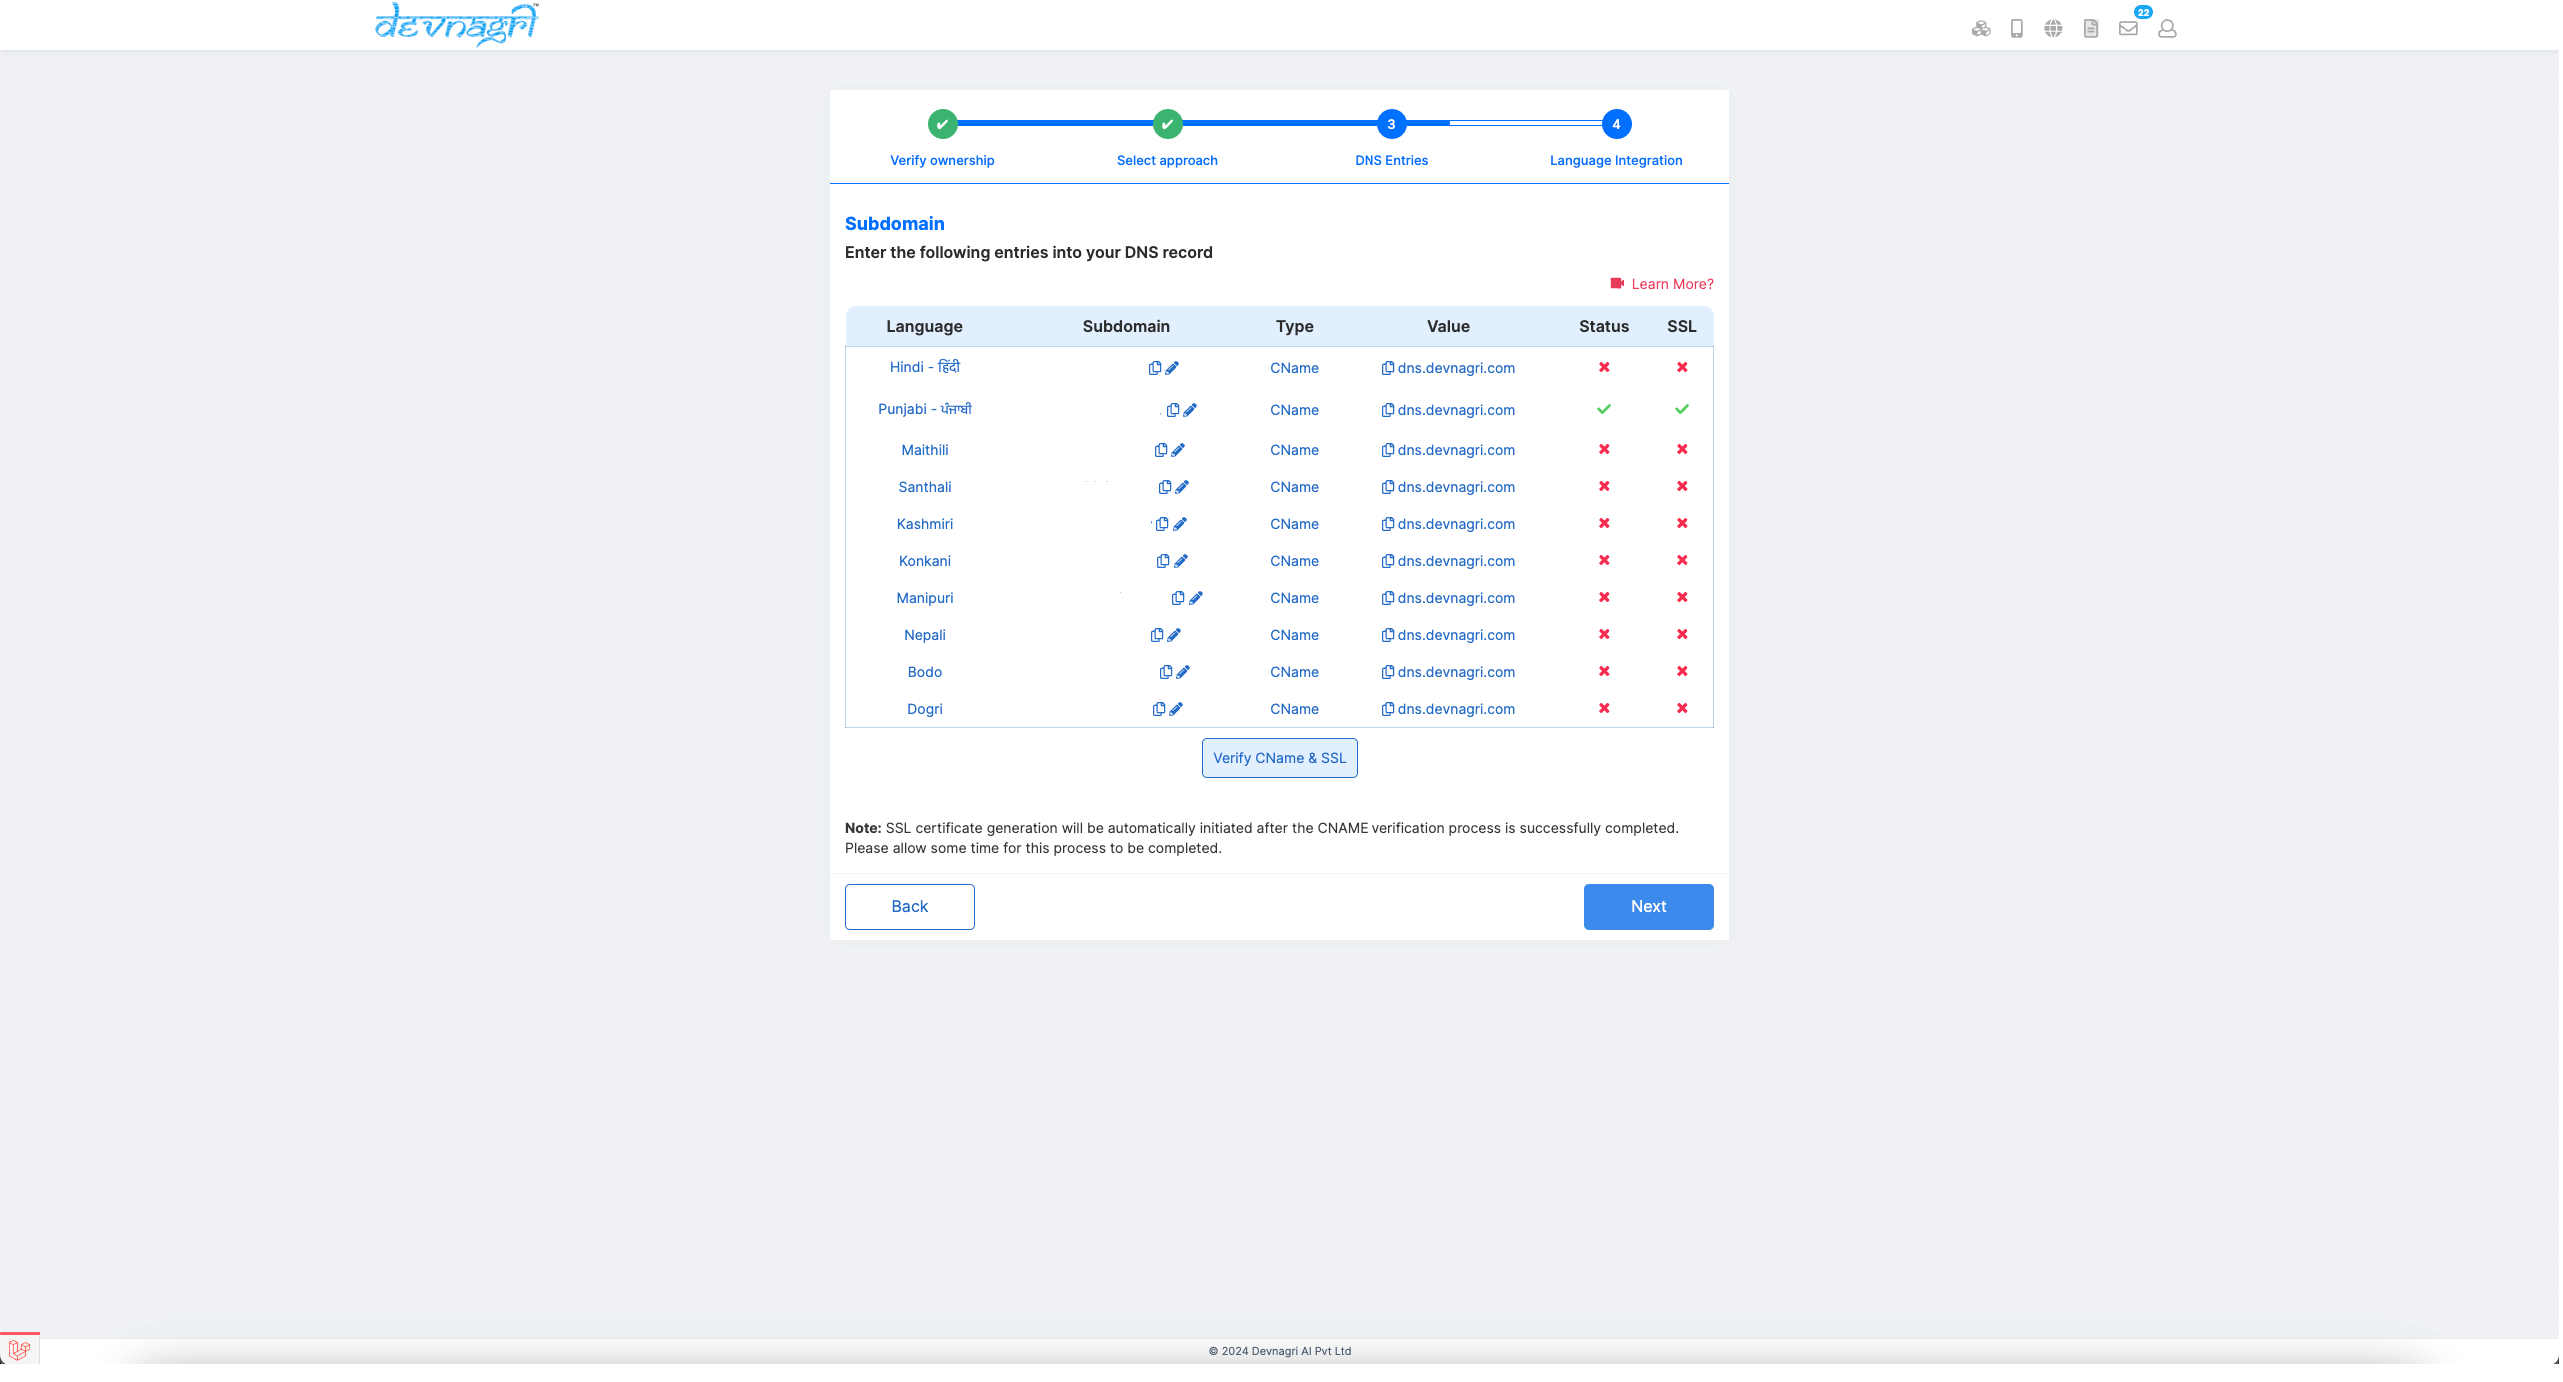 devnagri™
22
✔ ✔ 3 4
Verify ownership Select approach DNS Entries Language Integration
Subdomain
Enter the following entries into your DNS record
Learn More?
Language Subdomain Type Value Status SSL
Hindi - हिंदी CName dns.devnagri.com
Punjabi - ਪੰਜਾਬੀ CName dns.devnagri.com
Maithili CName dns.devnagri.com
Santhali CName dns.devnagri.com
Kashmiri CName dns.devnagri.com
Konkani CName dns.devnagri.com
Manipuri CName dns.devnagri.com
Nepali CName dns.devnagri.com
Bodo CName dns.devnagri.com
Dogri CName dns.devnagri.com
Verify CName & SSL
Note: SSL certificate generation will be automatically initiated after the CNAME verification process is successfully completed.
Please allow some time for this process to be completed.
Back Next
© 2024 Devnagri AI Pvt Ltd